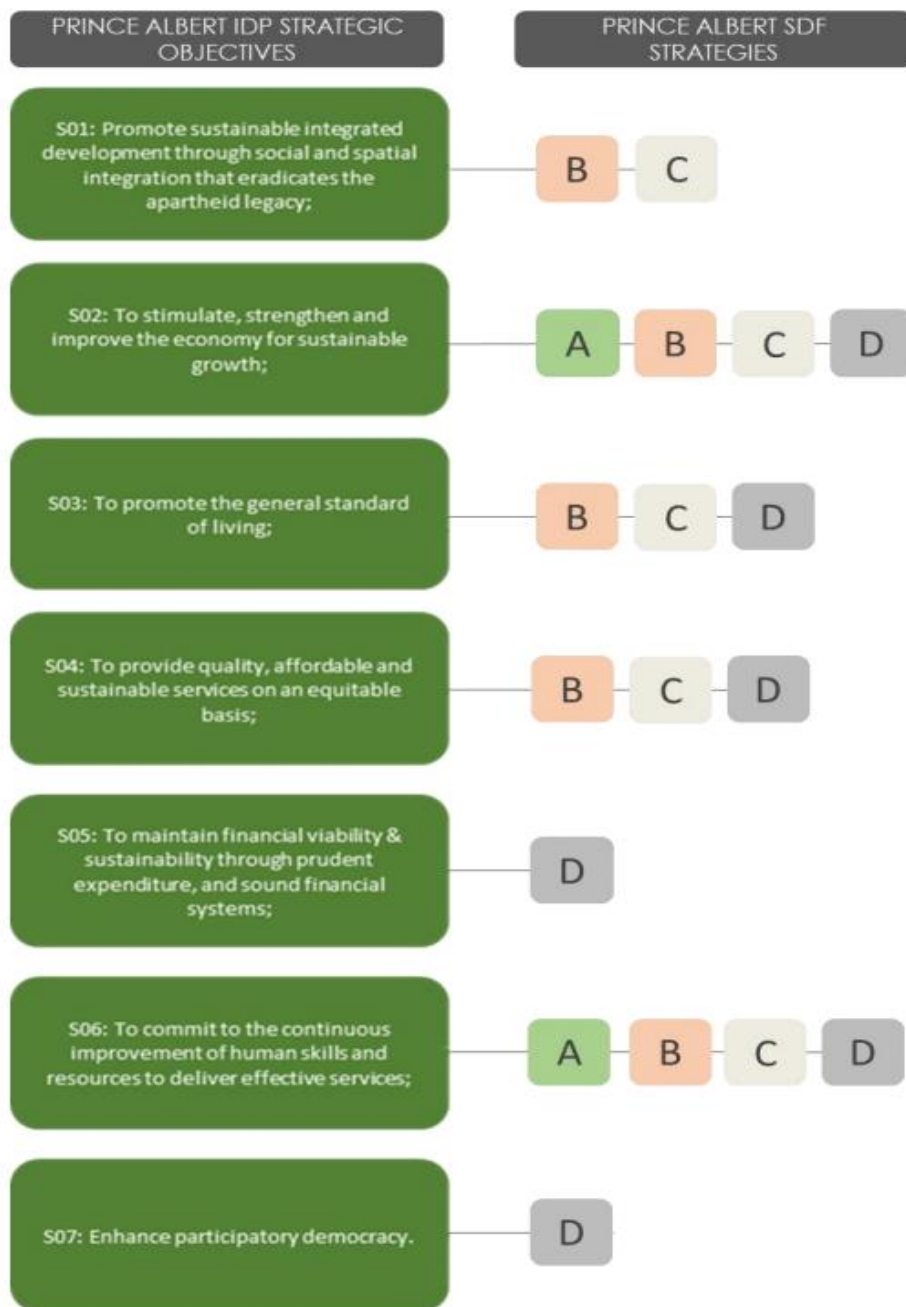 PRINCE ALBERT IDP STRATEGIC
OBJECTIVES
PRINCE ALBERT SDF
STRATEGIES
S01: Promote sustainable integrated
development through social and spatial
integration that eradicates the
apartheid legacy;
B C
S02: To stimulate, strengthen and
improve the economy for sustainable
growth;
A B C D
S03: To promote the general standard
of living;
B C D
S04: To provide quality, affordable and
sustainable services on an equitable
basis;
B C D
S05: To maintain financial viability &
sustainability through prudent
expenditure, and sound financial
systems;
D
S06: To commit to the continuous
improvement of human skills and
resources to deliver effective services;
A B C D
S07: Enhance participatory democracy.
D